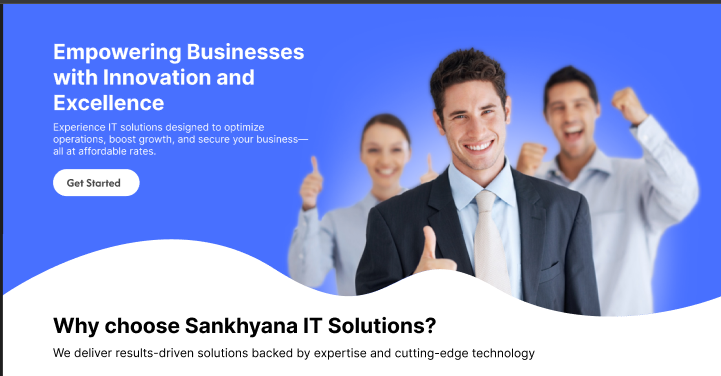 Empowering Businesses
with Innovation and
Excellence
Experience IT solutions designed to optimize
operations, boost growth, and secure your business—
all at affordable rates.
Get Started
Why choose Sankhyana IT Solutions?
We deliver results-driven solutions backed by expertise and cutting-edge technology